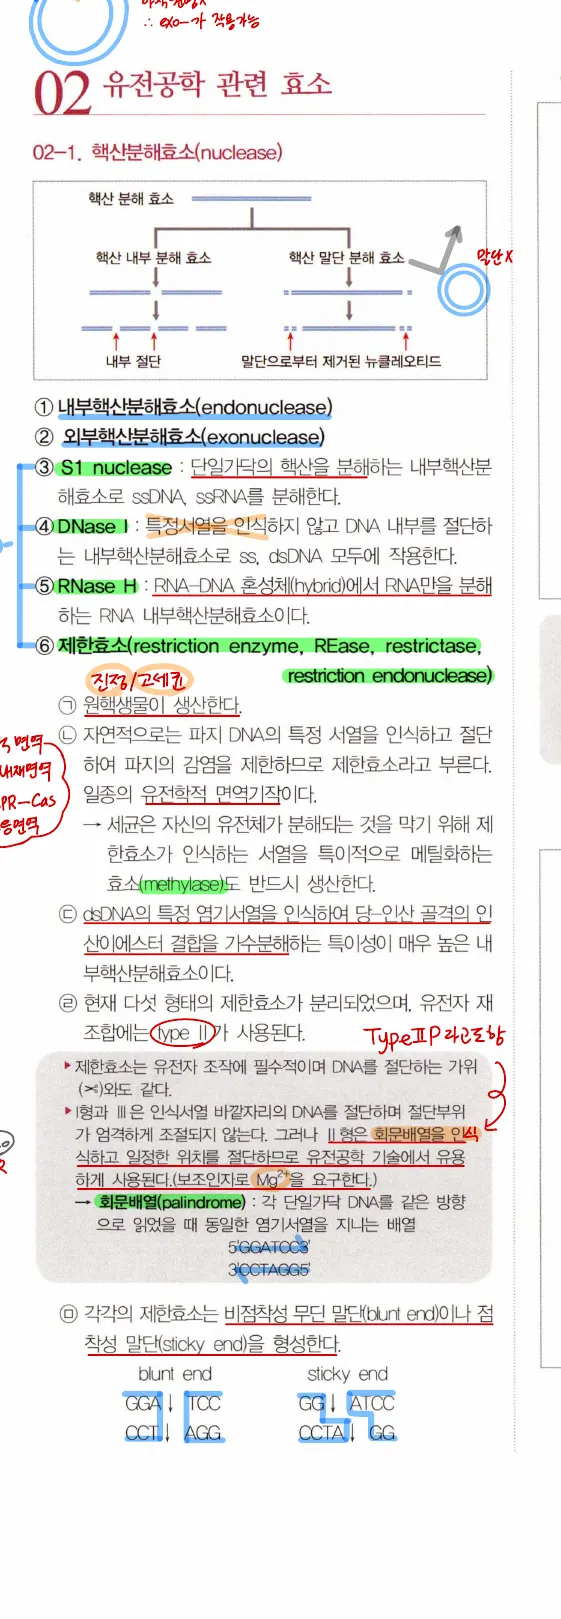 ∴ exo-가 작용가능
02 유전공학 관련 효소
02-1. 핵산분해효소(nuclease)
핵산 분해 효소
핵산 내부 분해 효소
핵산 말단 분해 효소
말단X
내부 절단
말단으로부터 제거된 뉴클레오티드
① 내부핵산분해효소(endonuclease)
② 외부핵산분해효소(exonuclease)
③ S1 nuclease : 단일가닥의 핵산을 분해하는 내부핵산분
해효소로 ssDNA, ssRNA를 분해한다.
④ DNase I : 특정서열을 인식하지 않고 DNA 내부를 절단하
는 내부핵산분해효소로 ss, dsDNA 모두에 작용한다.
⑤ RNase H : RNA-DNA 혼성체(hybrid)에서 RNA만을 분해
하는 RNA 내부핵산분해효소이다.
⑥ 제한효소(restriction enzyme, REase, restrictase,
restriction endonuclease)
진정/고세균
㉠ 원핵생물이 생산한다.
㉡ 자연적으로는 파지 DNA의 특정 서열을 인식하고 절단
하여 파지의 감염을 제한하므로 제한효소라고 부른다.
일종의 유전학적 면역기작이다.
면역
내재면역
PR-Cas
응면역
→ 세균은 자신의 유전체가 분해되는 것을 막기 위해 제
한효소가 인식하는 서열을 특이적으로 메틸화하는
효소(methylase)도 반드시 생산한다.
㉢ dsDNA의 특정 염기서열을 인식하여 당-인산 골격의 인
산이에스터 결합을 가수분해하는 특이성이 매우 높은 내
부핵산분해효소이다.
㉣ 현재 다섯 형태의 제한효소가 분리되었으며, 유전자 재
조합에는 type Ⅱ가 사용된다.
Type ⅡP 라고도함
▶제한효소는 유전자 조작에 필수적이며 DNA를 절단하는 가위
(✂)와도 같다.
▶Ⅰ형과 Ⅲ은 인식서열 바깥자리의 DNA를 절단하며 절단부위
가 엄격하게 조절되지 않는다. 그러나 Ⅱ형은 회문배열을 인식
하고 일정한 위치를 절단하므로 유전공학 기술에서 유용
하게 사용된다.(보조인자로 Mg2+을 요구한다.)
→ 회문배열(palindrome) : 각 단일가닥 DNA를 같은 방향
으로 읽었을 때 동일한 염기서열을 지니는 배열
5'GGATCC3'
3'CCTAGG5'
㉤ 각각의 제한효소는 비점착성 무딘 말단(blunt end)이나 점
착성 말단(sticky end)을 형성한다.
blunt end sticky end
GGA↓ TCC GG↓ ATCC
CCT↓ AGG CCTA↓ GG